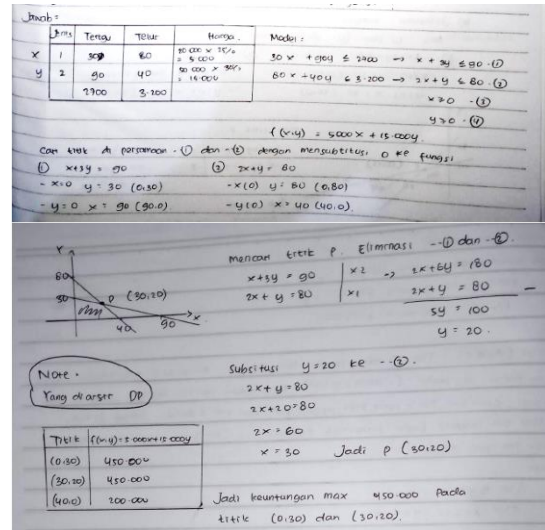 Jawab =
Jenis Tertgu Telur Harga Model :
x 1 30 80 20 000 x 25% = 5 000 30x + 90y ≤ 2700 → x + 3y ≤ 90 - ①
y 2 90 40 50 000 x 30% = 15.000 80x + 40y ≤ 3.200 → 2x + y ≤ 80 - ②
2700 3.200 x ≥ 0 - ③
y ≥ 0 - ④
f (x,y) = 5000x + 15.000y.
Cari titik di persamaan - ① dan - ② dengan mensubtitusi 0 ke fungsi
① x+3y = 90 ② 2x+y = 80
- x=0 y = 30 (0,30) - x(0) y = 80 (0,80)
- y=0 x = 90 (90,0) - y(0) x = 40 (40,0).
Y
80
30
P (30,20)
40 90 x
Note .
Yang diarsir DP
Titik f(x,y) = 5 000x+15 000y
(0,30) 450 000
(30,20) 450 000
(40,0) 200 000
mencari titik P. Eliminasi --① dan --②.
x+3y = 90 x2 → 2x+6y = 180
2x + y = 80 x1 2x+y = 80 -
5y = 100
y = 20 .
Subsitusi y = 20 ke --②.
2x + y = 80
2x+20=80
2x = 60
x = 30 Jadi P (30,20)
Jadi keuntungan max 450.000 Pada
titik (0,30) dan (30,20).